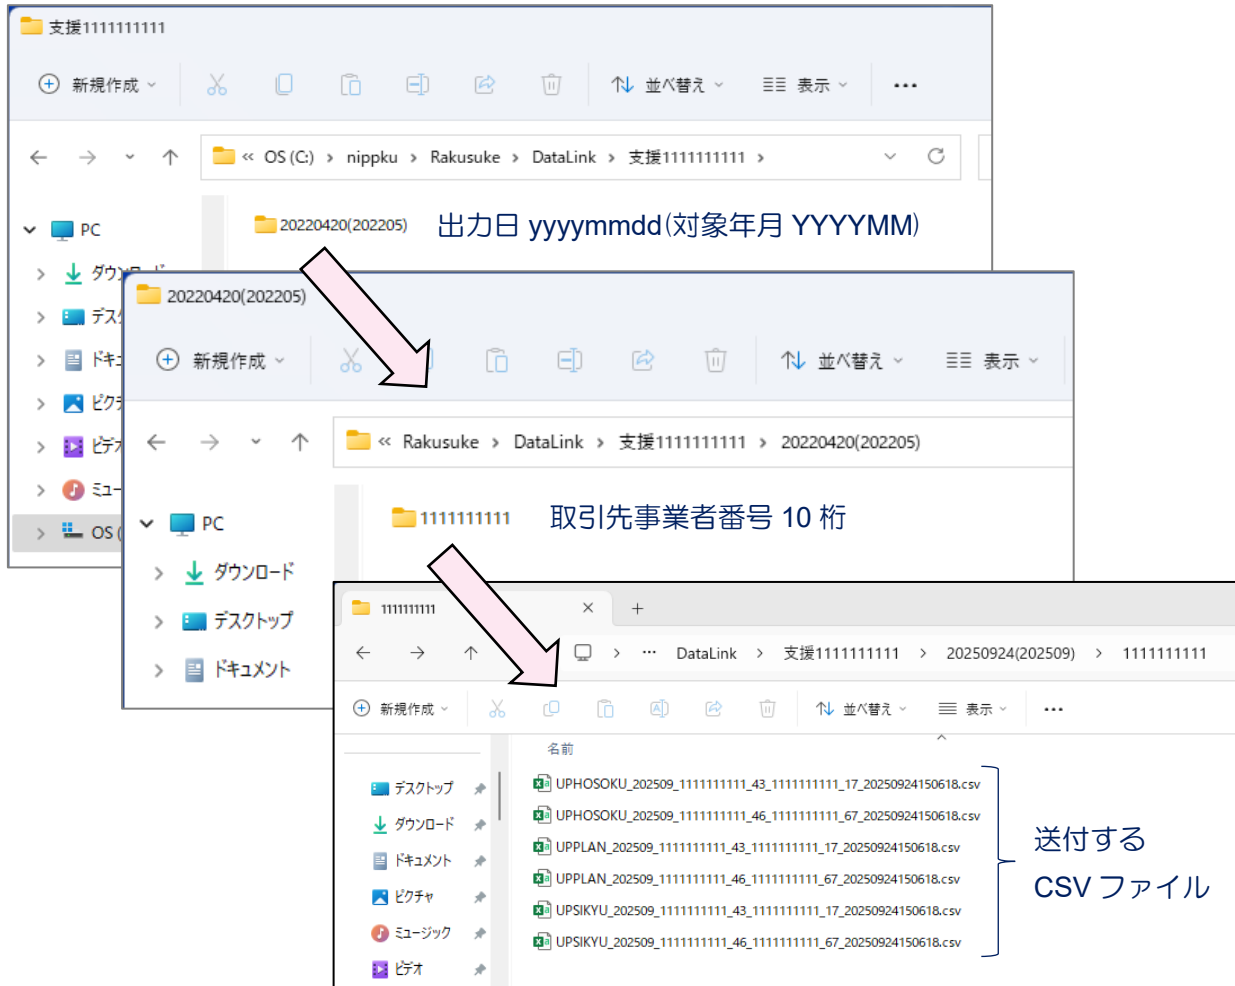 支援1111111111
新規作成
並べ替え
表示
•••
« OS (C:) › nippku › Rakusuke › DataLink › 支援1111111111 ›
PC
20220420(202205)
出力日 yyyymmdd(対象年月 YYYYMM)
OS (
20220420(202205)
新規作成
並べ替え
表示
« Rakusuke › DataLink › 支援1111111111 › 20220420(202205)
PC
1111111111
取引先事業者番号 10 桁
ダウンロード
デスクトップ
ドキュメント
1111111111
× +
› ••• DataLink › 支援1111111111 › 20250924(202509) › 1111111111
新規作成
並べ替え
表示
•••
名前
デスクトップ
ダウンロード
ドキュメント
ピクチャ
ミュージック
ビデオ
UPHOSOKU_202509_1111111111_43_1111111111_17_20250924150618.csv
UPHOSOKU_202509_1111111111_46_1111111111_67_20250924150618.csv
UPPLAN_202509_1111111111_43_1111111111_17_20250924150618.csv
UPPLAN_202509_1111111111_46_1111111111_67_20250924150618.csv
UPSIKYU_202509_1111111111_43_1111111111_17_20250924150618.csv
UPSIKYU_202509_1111111111_46_1111111111_67_20250924150618.csv
送付する
CSV ファイル